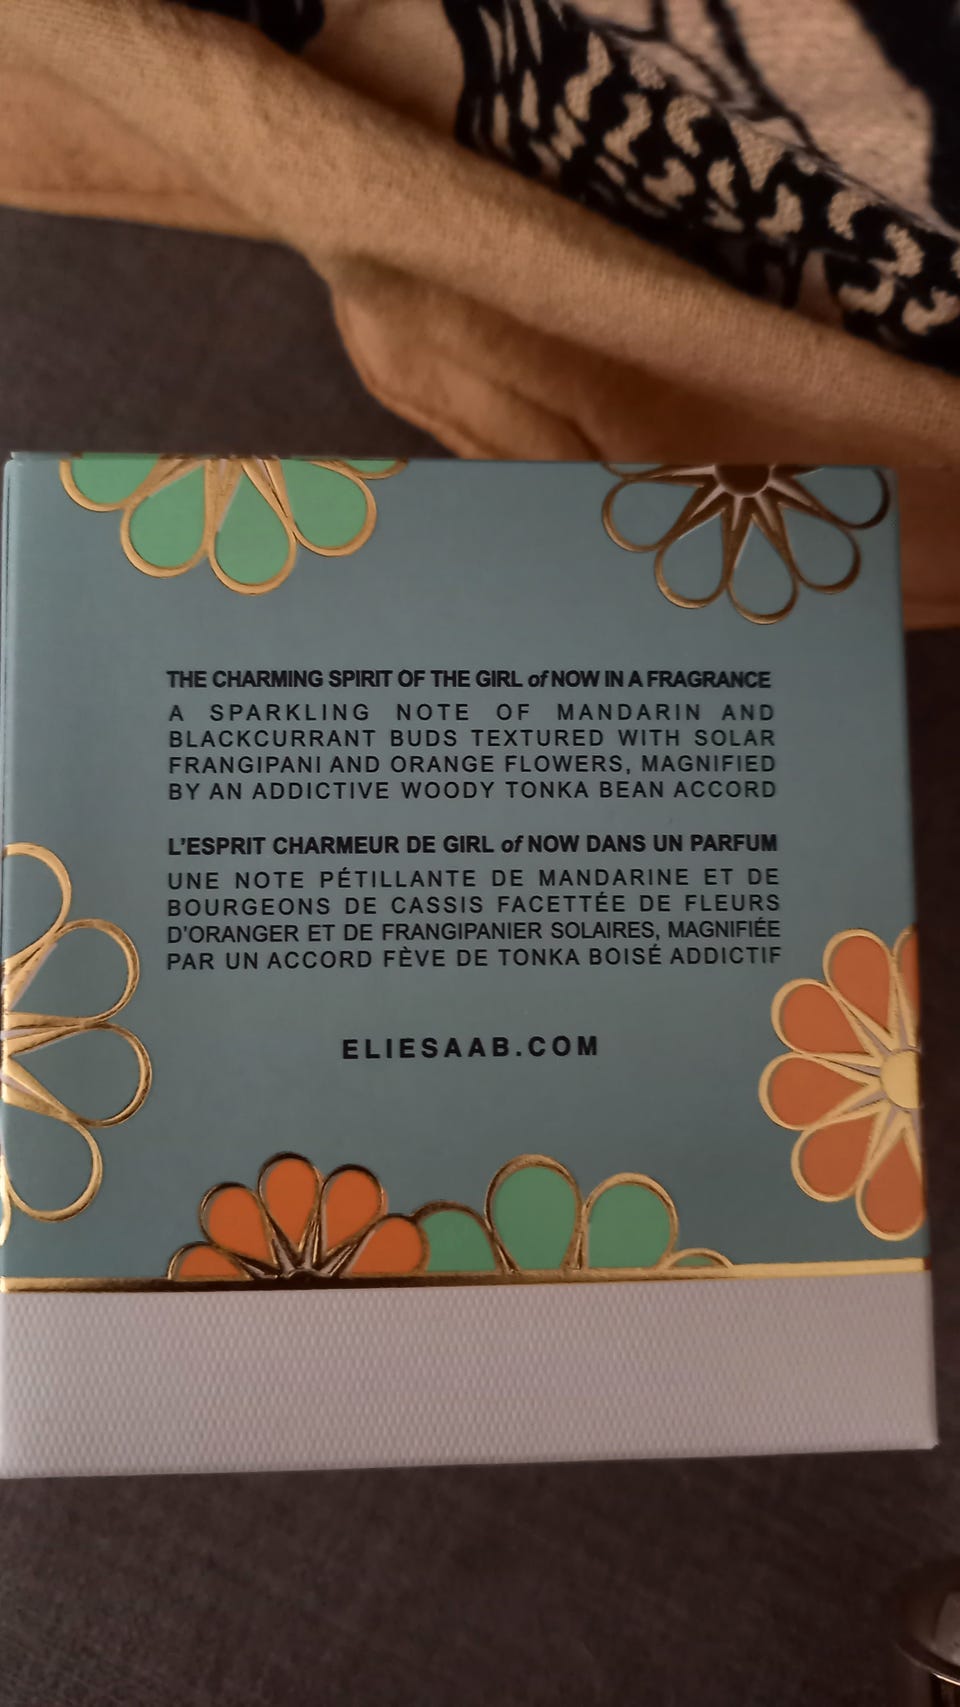 THE CHARMING SPIRIT OF THE GIRL of NOW IN A FRAGRANCE
A SPARKLING NOTE OF MANDARIN AND
BLACKCURRANT BUDS TEXTURED WITH SOLAR
FRANGIPANI AND ORANGE FLOWERS, MAGNIFIED
BY AN ADDICTIVE WOODY TONKA BEAN ACCORD
L'ESPRIT CHARMEUR DE GIRL of NOW DANS UN PARFUM
UNE NOTE PÉTILLANTE DE MANDARINE ET DE
BOURGEONS DE CASSIS FACETTÉE DE FLEURS
D'ORANGER ET DE FRANGIPANIER SOLAIRES, MAGNIFIÉE
PAR UN ACCORD FÈVE DE TONKA BOISÉ ADDICTIF
ELIESAAB.COM